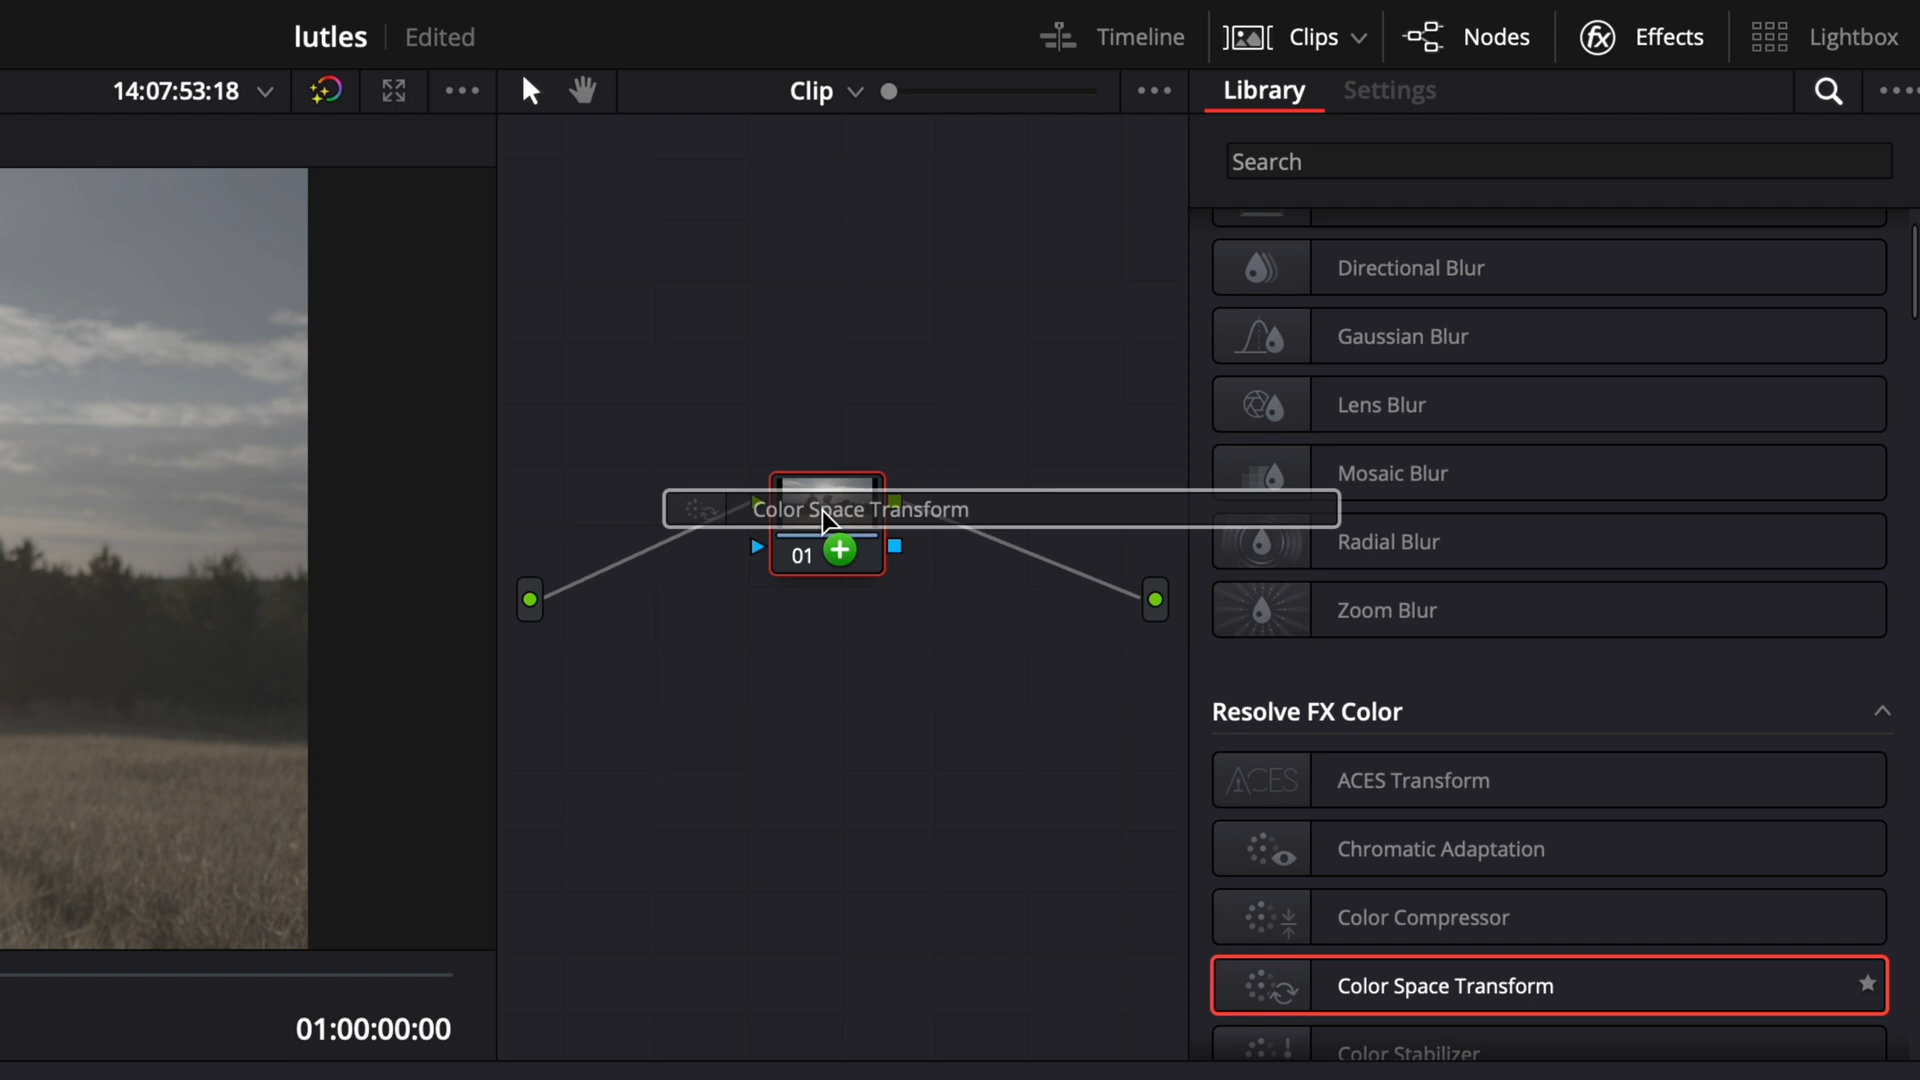 lutles Edited Timeline Clips Nodes Effects Lightbox
14:07:53:18 Clip Library Settings
Search
Directional Blur
Gaussian Blur
Lens Blur
Mosaic Blur
Color Space Transform
Radial Blur
01
Zoom Blur
Resolve FX Color
ACES ACES Transform
Chromatic Adaptation
Color Compressor
Color Space Transform
01:00:00:00
Color Stabilizer